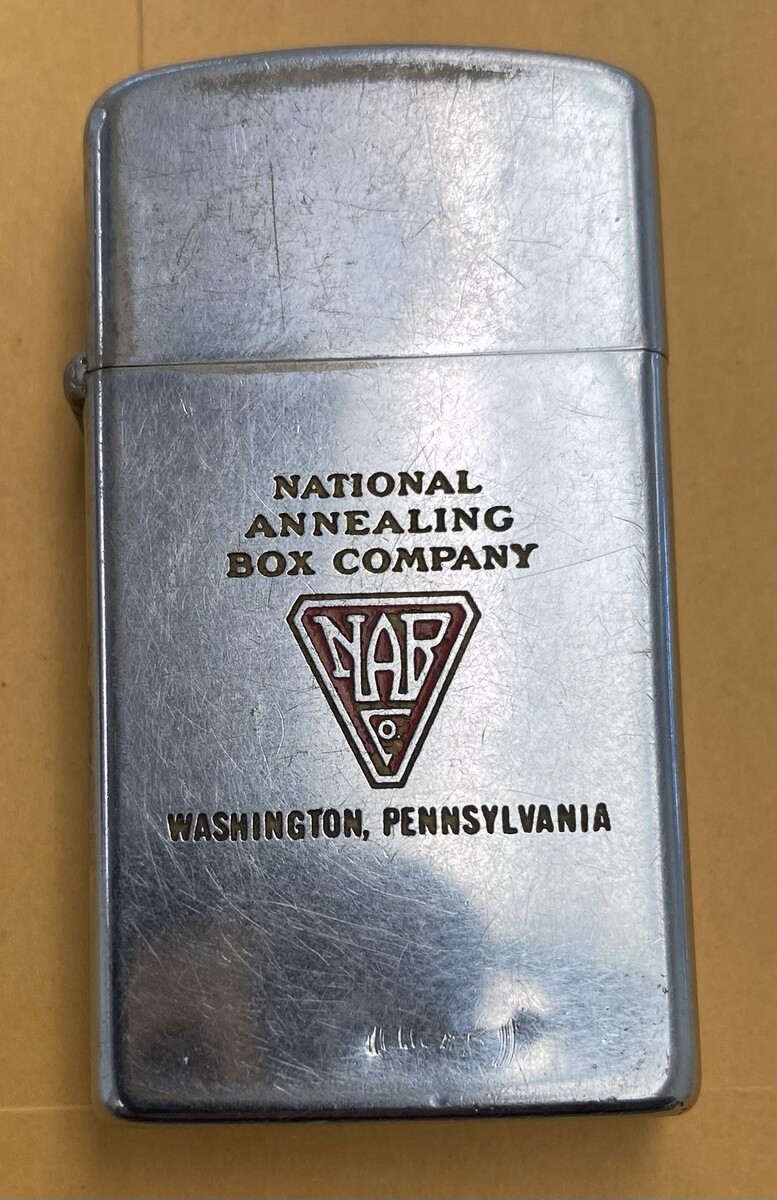 NATIONAL
ANNEALING
BOX COMPANY
NAB
Co.
WASHINGTON, PENNSYLVANIA